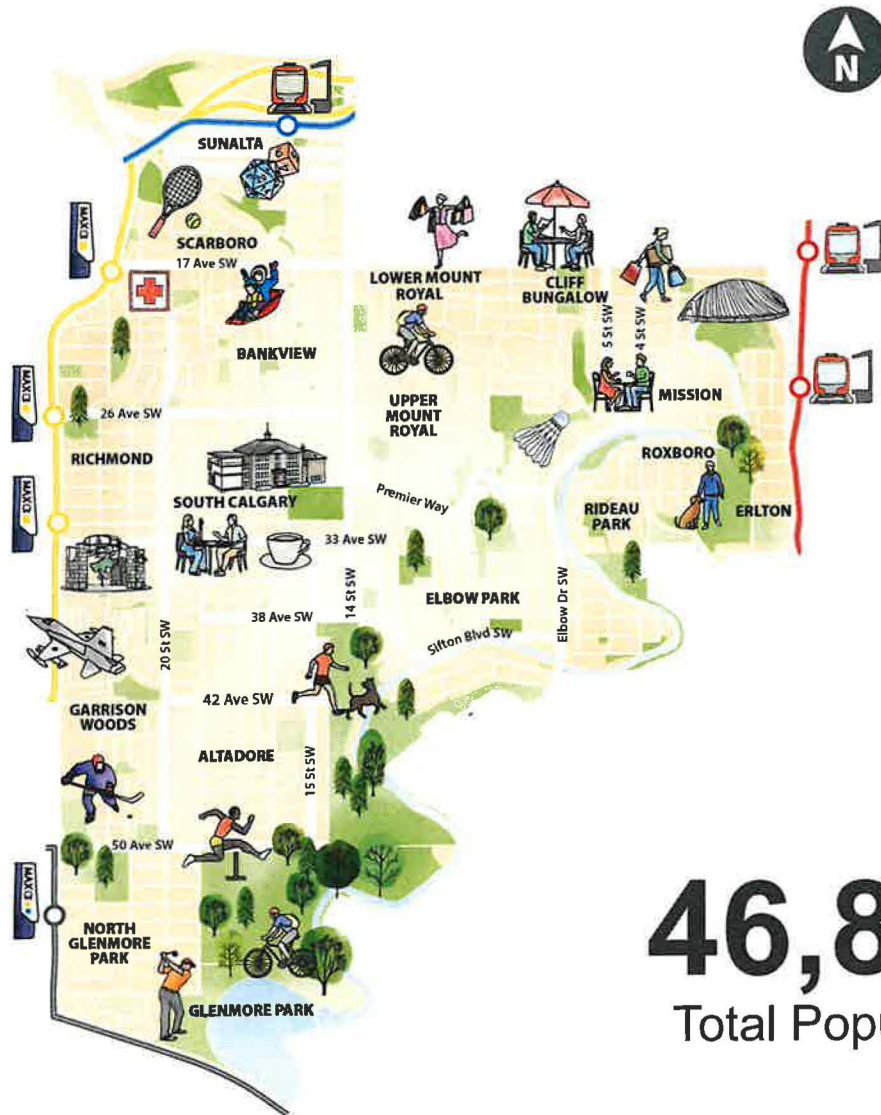 N
SUNALTA
SCARBORO
17 Ave SW
MAX
LOWER MOUNT
ROYAL
CLIFF
BUNGALOW
5 St SW
4 St SW
BANKVIEW
UPPER
MOUNT
ROYAL
MISSION
MAX
26 Ave SW
RICHMOND
ROXBORO
SOUTH CALGARY
Premier Way
RIDEAU
PARK
ERLTON
MAX
33 Ave SW
14 St SW
ELBOW PARK
Elbow Dr SW
38 Ave SW
Sifton Blvd SW
20 St SW
GARRISON
WOODS
42 Ave SW
ALTADORE
15 St SW
50 Ave SW
MAX
NORTH
GLENMORE
PARK
GLENMORE PARK
46,8
Total Popu